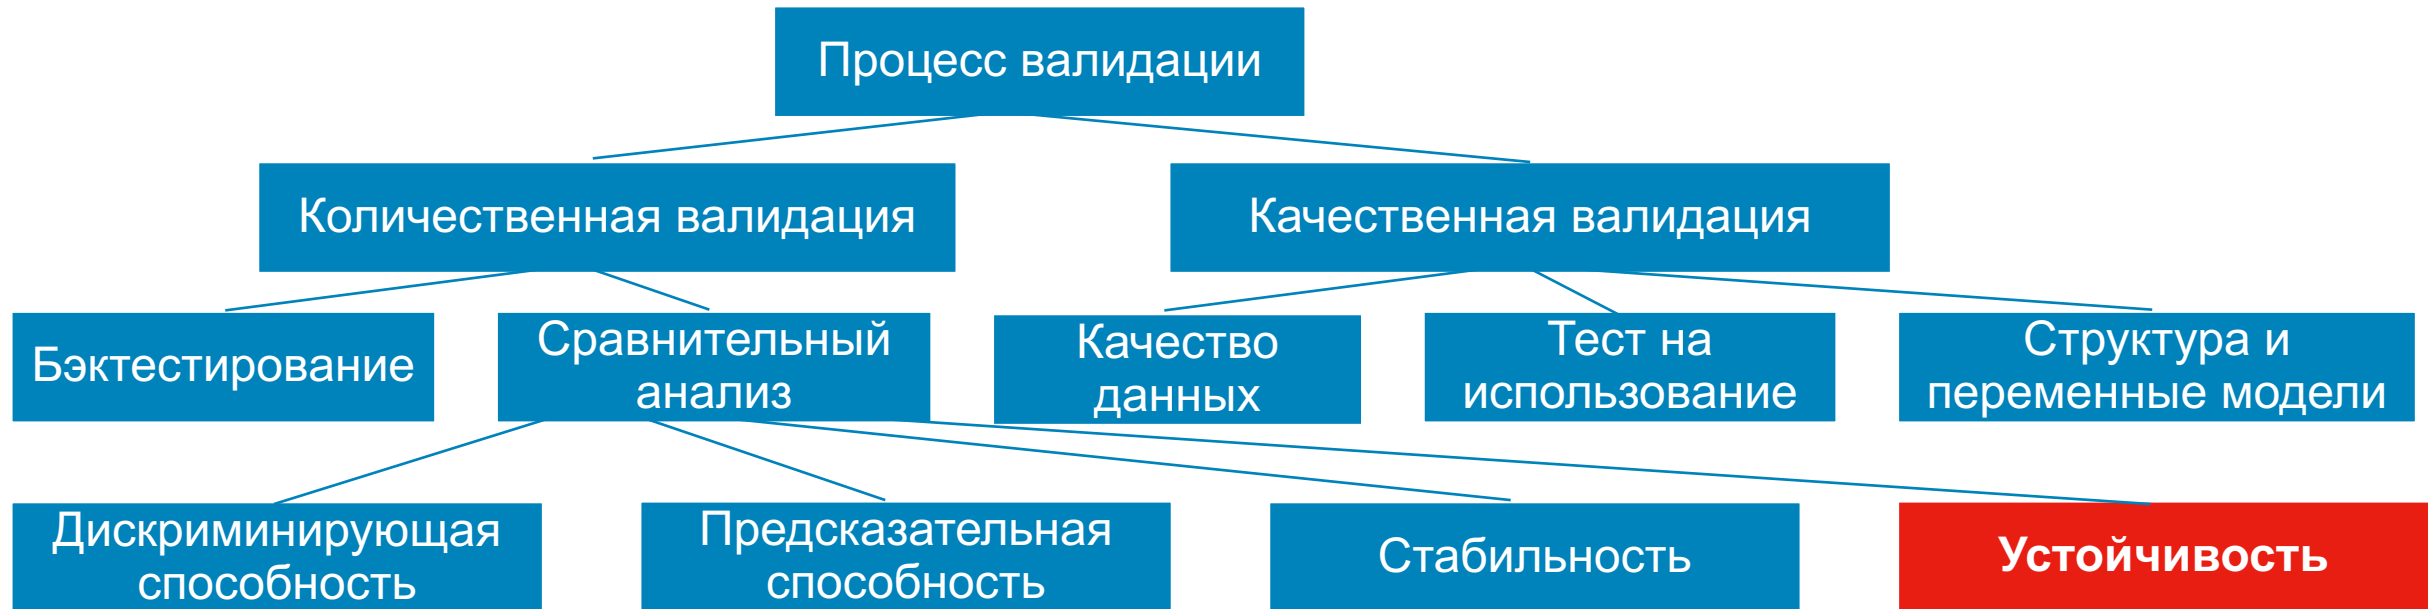 Процесс валидации
Количественная валидация
Качественная валидация
Бэктестирование
Сравнительный
анализ
Качество
данных
Тест на
использование
Структура и
переменные модели
Дискриминирующая
способность
Предсказательная
способность
Стабильность
Устойчивость